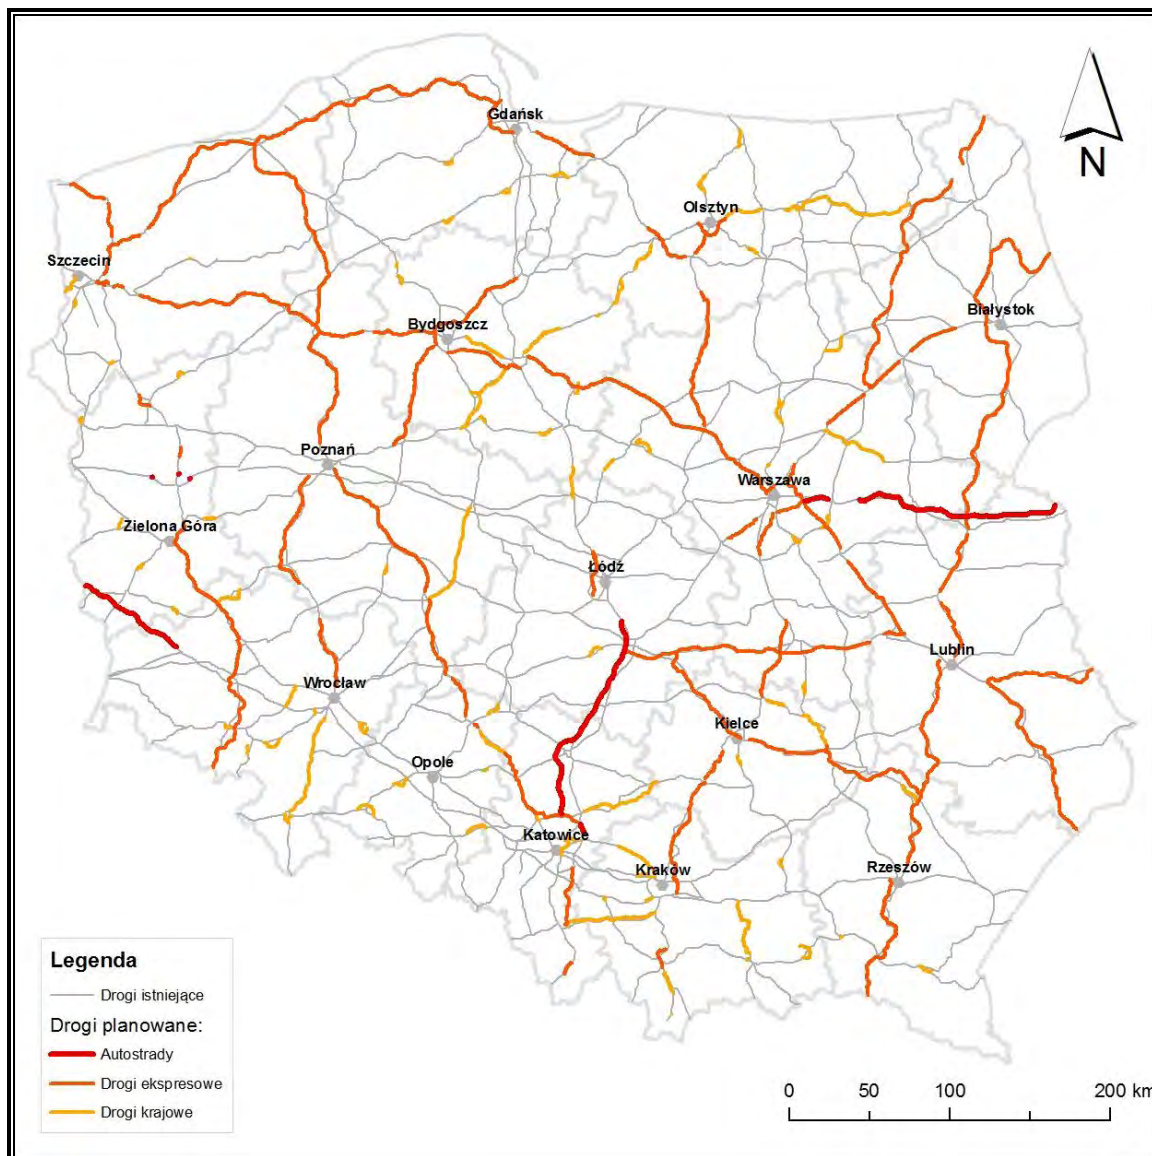 Gdańsk
N
Olsztyn
Szczecin
Białystok
Bydgoszcz
Poznań
Warszawa
Zielona Góra
Łódź
Lublin
Wrocław
Kielce
Opole
Katowice
Kraków
Rzeszów
Legenda
Drogi istniejące
Drogi planowane:
Autostrady
Drogi ekspresowe
Drogi krajowe
0 50 100 200 km